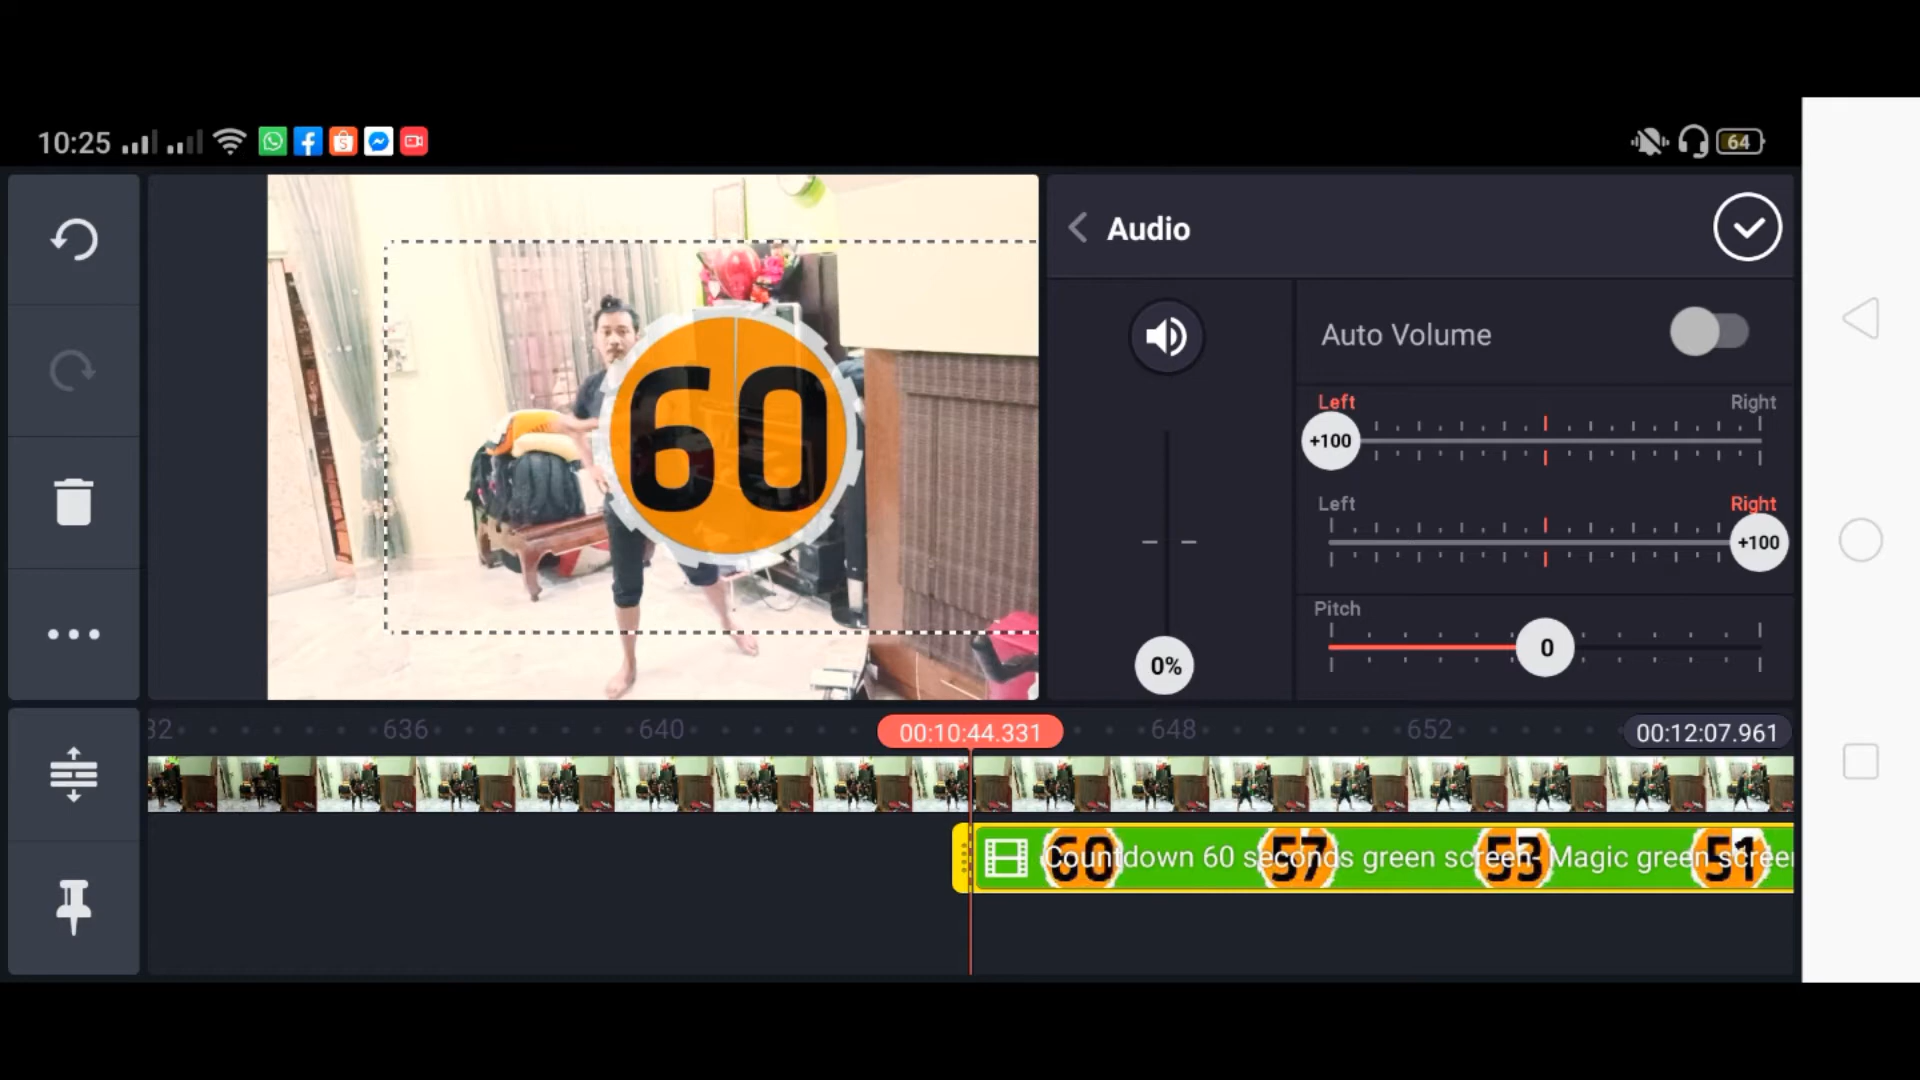 10:25
64
Audio
Auto Volume
Left Right
+100
60
Left Right
+100
Pitch
0
0%
32 636 640 00:10:44.331 648 652 00:12:07.961
Countdown 60 seconds green screen- Magic green screen
60 57 53 51